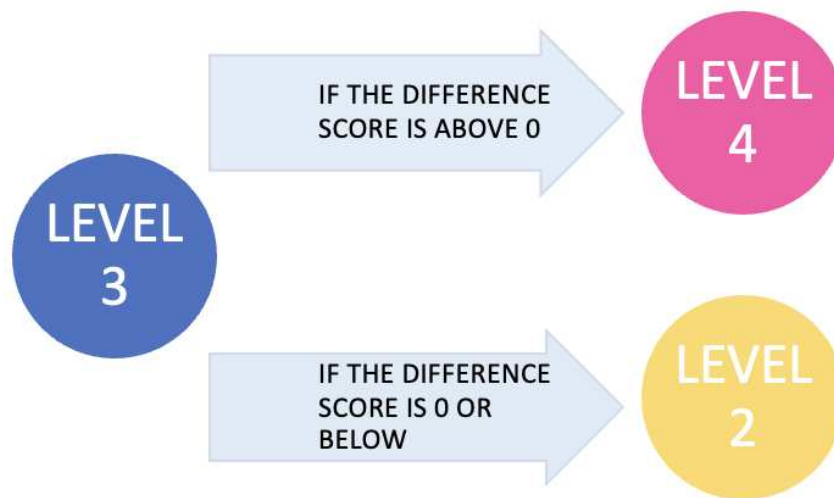 IF THE DIFFERENCE
SCORE IS ABOVE 0
LEVEL
4
LEVEL
3
IF THE DIFFERENCE
SCORE IS 0 OR
BELOW
LEVEL
2